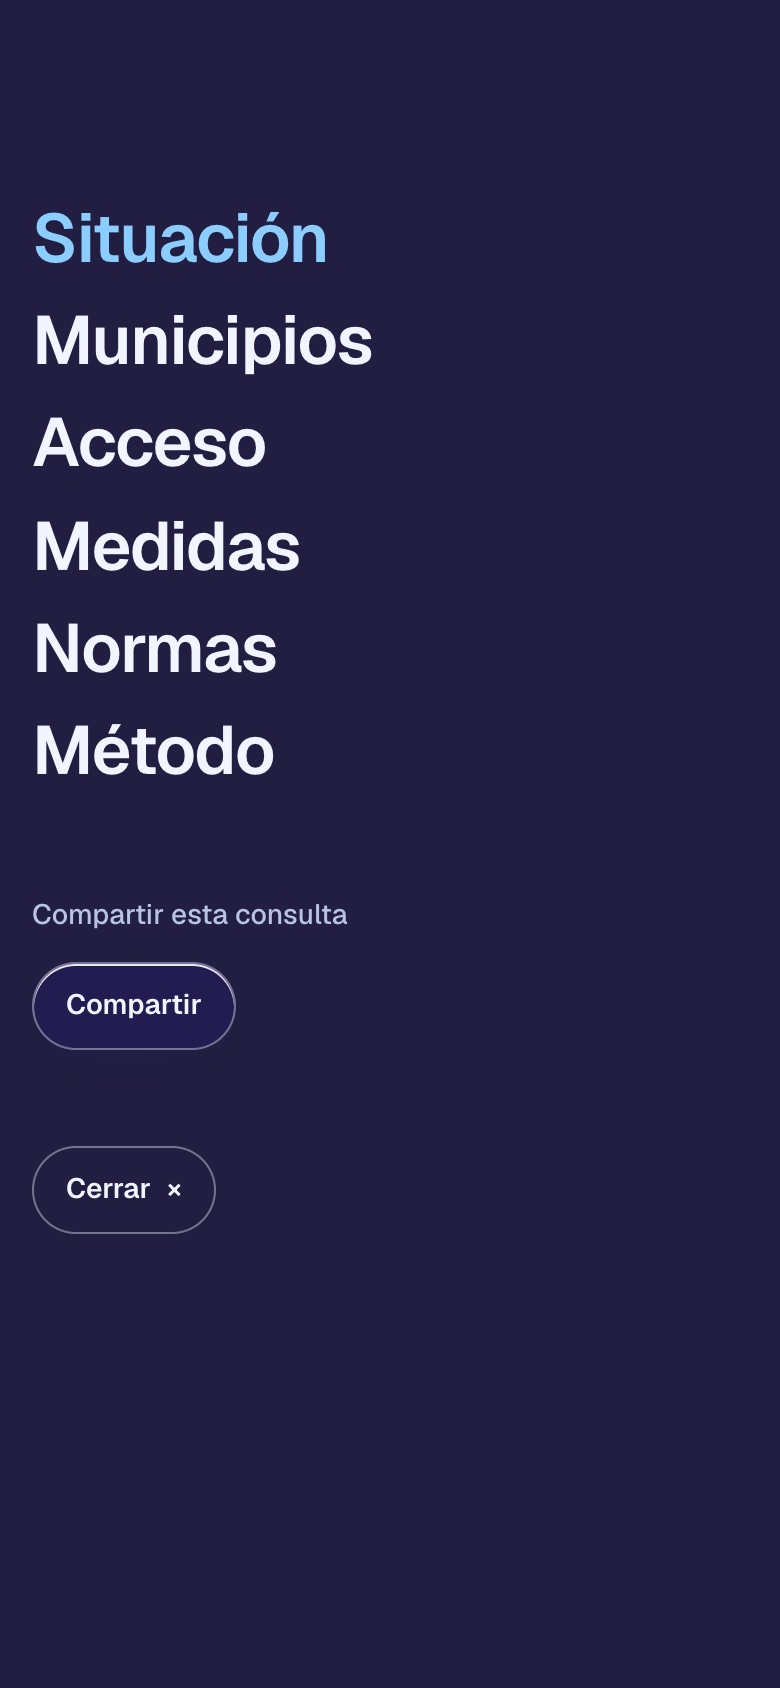 Situación
Municipios
Acceso
Medidas
Normas
Método
Compartir esta consulta
Compartir
Cerrar ×